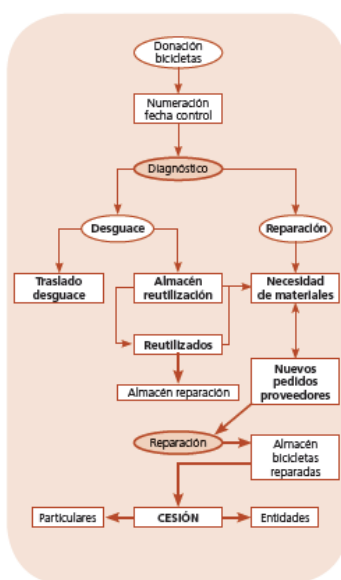 Donación
bicicletas
Numeración
fecha control
Diagnóstico
Desguace
Reparación
Traslado
desguace
Almacén
reutilización
Necesidad
de materiales
Reutilizados
Almacén reparación
Nuevos
pedidos
proveedores
Reparación
Almacén
bicicletas
reparadas
Particulares
CESIÓN
Entidades